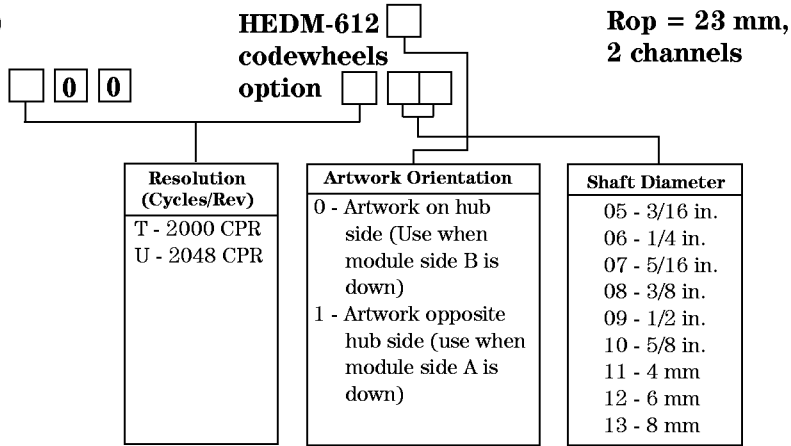 HEDM-612
codewheels
option
Rop = 23 mm,
2 channels
0 0
Resolution
(Cycles/Rev)
T - 2000 CPR
U - 2048 CPR
Artwork Orientation
0 - Artwork on hub
side (Use when
module side B is
down)
1 - Artwork opposite
hub side (use when
module side A is
down)
Shaft Diameter
05 - 3/16 in.
06 - 1/4 in.
07 - 5/16 in.
08 - 3/8 in.
09 - 1/2 in.
10 - 5/8 in.
11 - 4 mm
12 - 6 mm
13 - 8 mm